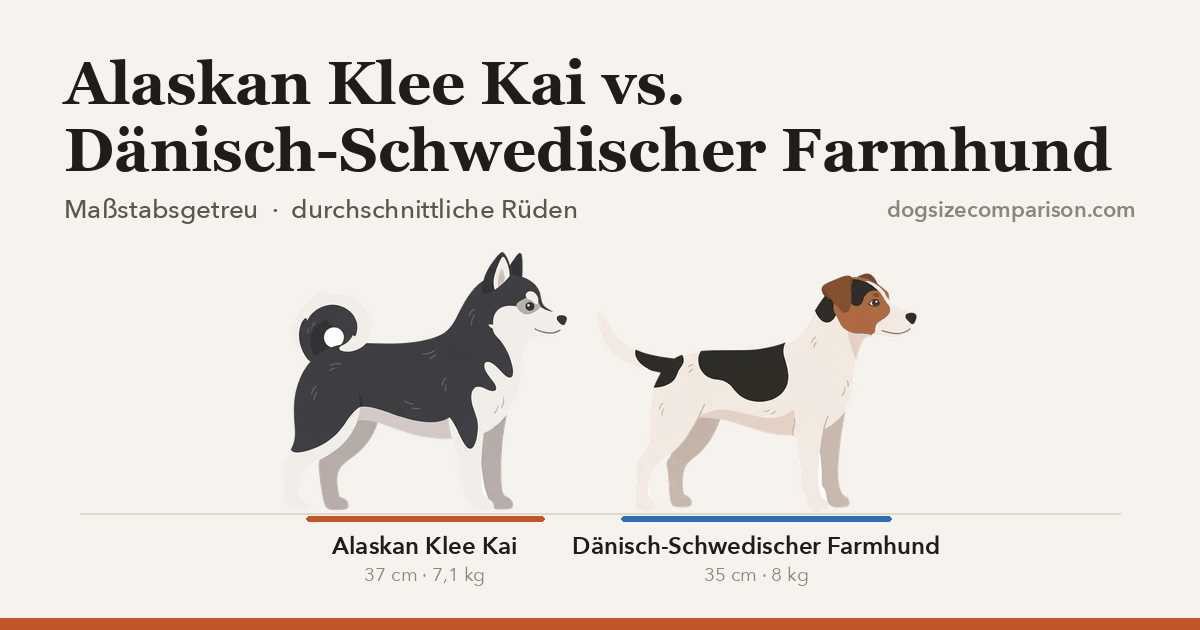 Alaskan Klee Kai vs.
Dänisch-Schwedischer Farmhund
Maßstabsgetreu · durchschnittliche Rüden
dogsizecomparison.com
Alaskan Klee Kai
37 cm · 7,1 kg
Dänisch-Schwedischer Farmhund
35 cm · 8 kg